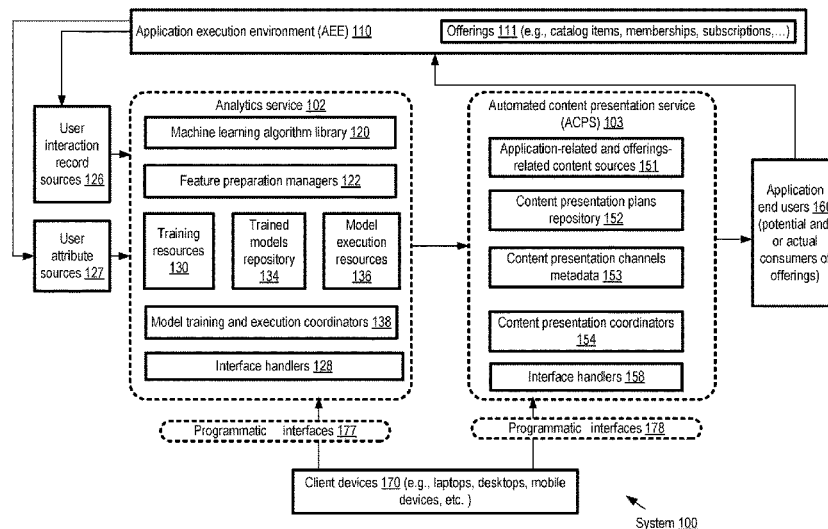 Application execution environment (AEE) 110
Offerings 111 (e.g., catalog items, memberships, subscriptions,...)
User
interaction
record
sources 126
User
attribute
sources 127
Analytics service 102
Machine learning algorithm library 120
Feature preparation managers 122
Training
resources
130
Trained
models
repository
134
Model
execution
resources
136
Model training and execution coordinators 138
Interface handlers 128
Automated content presentation service
(ACPS) 103
Application-related and offerings-
related content sources 151
Content presentation plans
repository 152
Content presentation channels
metadata 153
Content presentation coordinators
154
Interface handlers 158
Application
end users 160
(potential and/
or actual
consumers of
offerings)
Programmatic interfaces 177
Programmatic interfaces 178
Client devices 170 (e.g., laptops, desktops, mobile
devices, etc. )
System 100